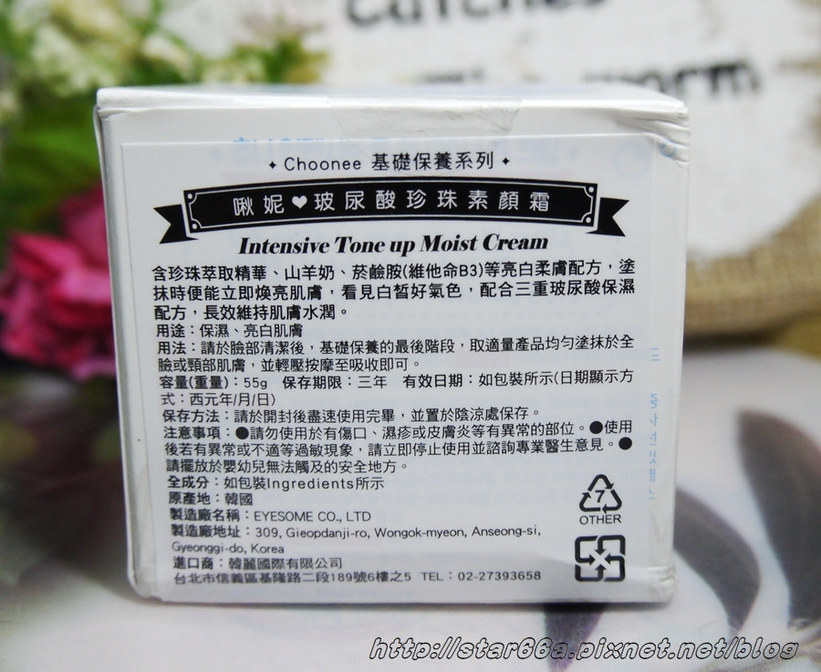 Catches
worm
✦ Choonee 基礎保養系列 ✦
啾妮♥玻尿酸珍珠素顏霜
Intensive Tone up Moist Cream
含珍珠萃取精華、山羊奶、菸鹼胺(維他命B3)等亮白柔膚配方，塗
抹時便能立即煥亮肌膚，看見白皙好氣色，配合三重玻尿酸保濕
配方，長效維持肌膚水潤。
用途：保濕、亮白肌膚
用法：請於臉部清潔後，基礎保養的最後階段，取適量產品均勻塗抹於全
臉或頸部肌膚，並輕壓按摩至吸收即可。
容量(重量)：55g 保存期限：三年 有效日期：如包裝所示(日期顯示方
式：西元年/月/日)
保存方法：請於開封後盡速使用完畢，並置於陰涼處保存。
注意事項：●請勿使用於有傷口、濕疹或皮膚炎等有異常的部位。●使用
後若有異常或不適等過敏現象，請立即停止使用並諮詢專業醫生意見。●
請擺放於嬰幼兒無法觸及的安全地方。
全成分：如包裝Ingredients所示
原產地：韓國
製造廠名稱：EYESOME CO., LTD
製造廠地址：309, Gieopdanji-ro, Wongok-myeon, Anseong-si,
Gyeonggi-do, Korea
進口商：韓麗國際有限公司
台北市信義區基隆路二段189號6樓之5 TEL：02-27393658
7
OTHER
http://star66a.pixnet.net/blog